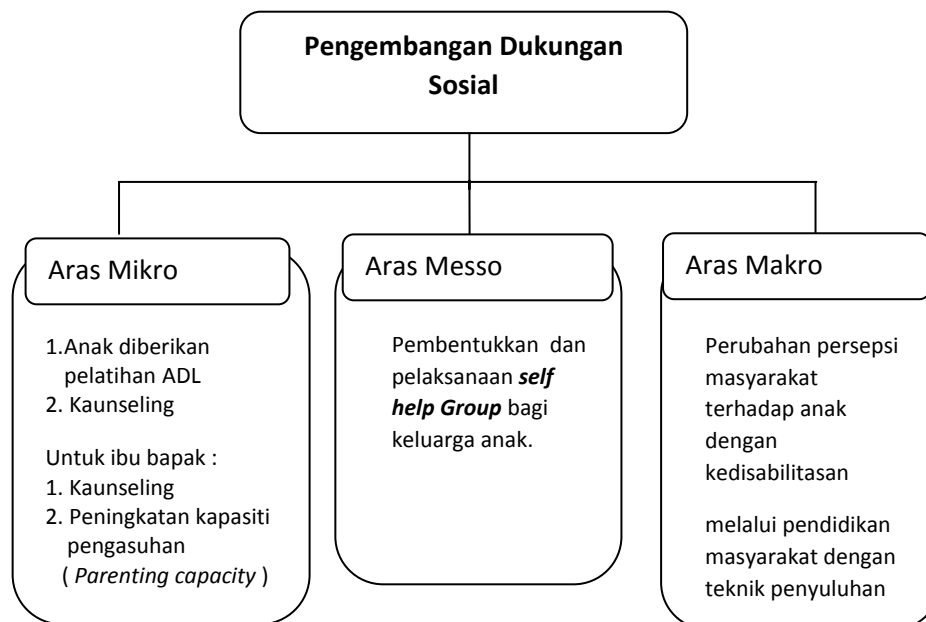 Pengembangan Dukungan
Sosial
Aras Mikro
1.Anak diberikan
pelatihan ADL
2. Kaunseling
Untuk ibu bapak :
1. Kaunseling
2. Peningkatan kapasiti
pengasuhan
( Parenting capacity )
Aras Messo
Pembentukkan dan
pelaksanaan self
help Group bagi
keluarga anak.
Aras Makro
Perubahan persepsi
masyarakat
terhadap anak
dengan
kedisabilitasan
melalui pendidikan
masyarakat dengan
teknik penyuluhan